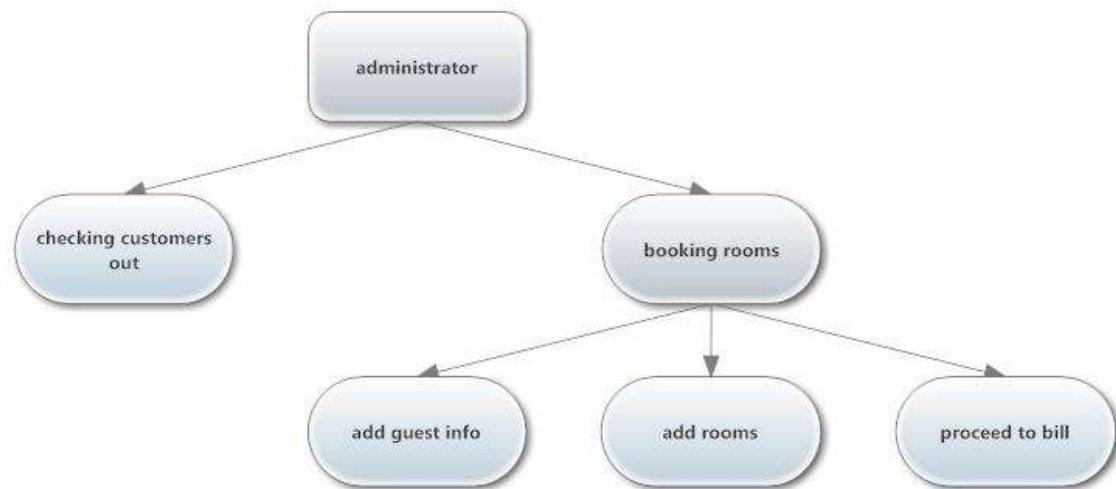 administrator
checking customers
out
booking rooms
add guest info
add rooms
proceed to bill